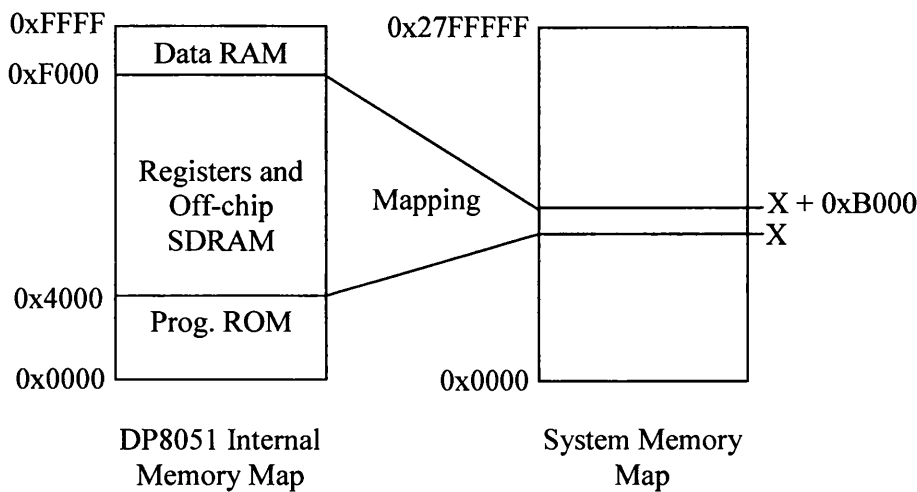 0xFFFF
Data RAM
0xF000
Registers and
Off-chip
SDRAM
0x4000
Prog. ROM
0x0000
DP8051 Internal
Memory Map
Mapping
0x27FFFFF
X + 0xB000
X
0x0000
System Memory
Map